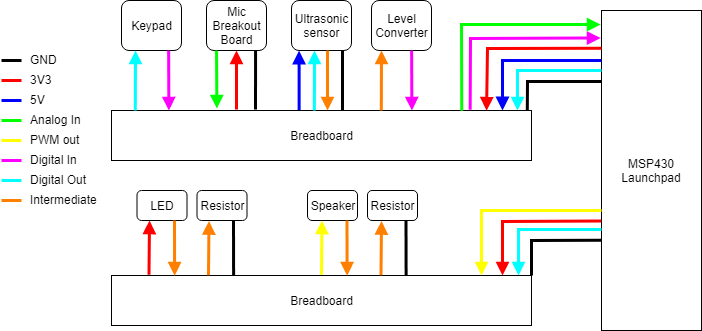 Keypad
Mic
Breakout
Board
Ultrasonic
sensor
Level
Converter
GND
3V3
5V
Analog In
PWM out
Digital In
Digital Out
Intermediate
Breadboard
MSP430
Launchpad
LED
Resistor
Speaker
Resistor
Breadboard